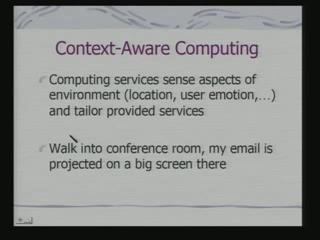 Context-Aware Computing
Computing services sense aspects of
environment (location, user emotion,...)
and tailor provided services
Walk into conference room, my email is
projected on a big screen there